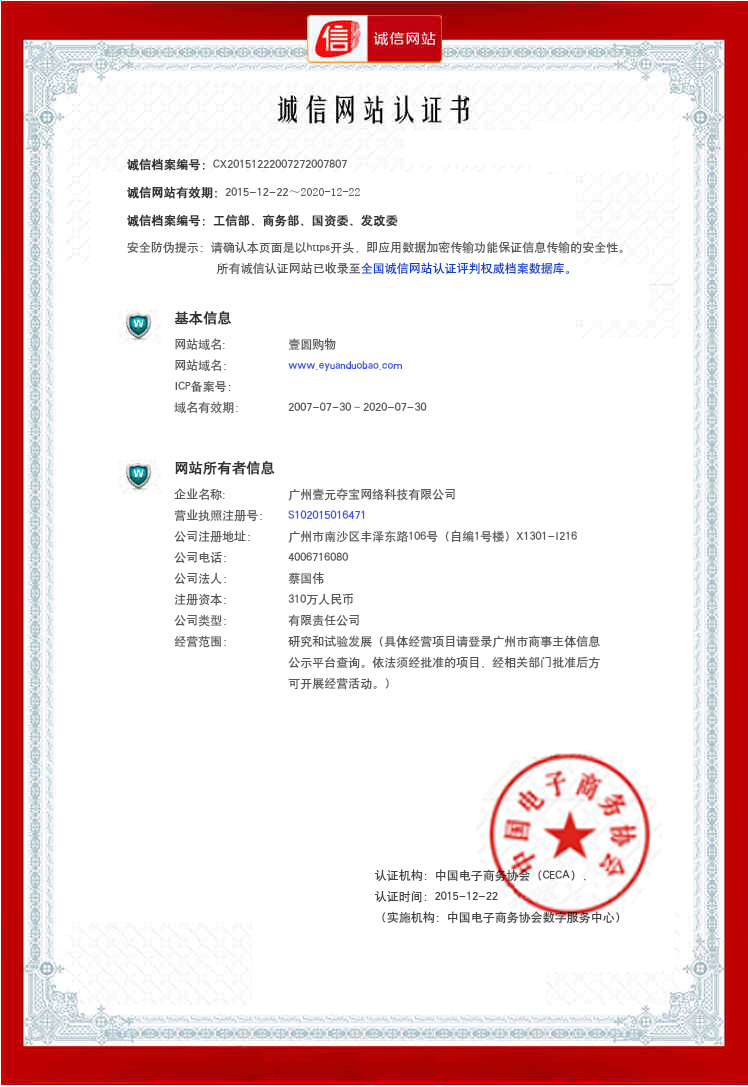 信 诚信网站
诚信网站认证书
诚信档案编号：CX20151222007272007807
诚信网站有效期：2015-12-22～2020-12-22
诚信档案编号：工信部、商务部、国资委、发改委
安全防伪提示：请确认本页面是以https开头，即应用数据加密传输功能保证信息传输的安全性。
所有诚信认证网站已收录至全国诚信网站认证评判权威档案数据库。
W 基本信息
网站域名: 壹圆购物
网站域名: www.eyuanduobao.com
ICP备案号:
域名有效期: 2007-07-30 - 2020-07-30
W 网站所有者信息
企业名称: 广州壹元夺宝网络科技有限公司
营业执照注册号: S102015016471
公司注册地址: 广州市南沙区丰泽东路106号（自编1号楼）X1301-I216
公司电话: 4006716080
公司法人: 蔡国伟
注册资本: 310万人民币
公司类型: 有限责任公司
经营范围: 研究和试验发展（具体经营项目请登录广州市商事主体信息
公示平台查询。依法须经批准的项目，经相关部门批准后方
可开展经营活动。）
中国电子商务协会
认证机构：中国电子商务协会（CECA）.
认证时间：2015-12-22
（实施机构：中国电子商务协会数字服务中心）